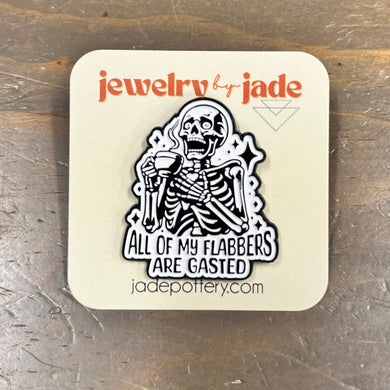 jewelry by jade
ALL OF MY FLABBERS
ARE GASTED
jadepottery.com